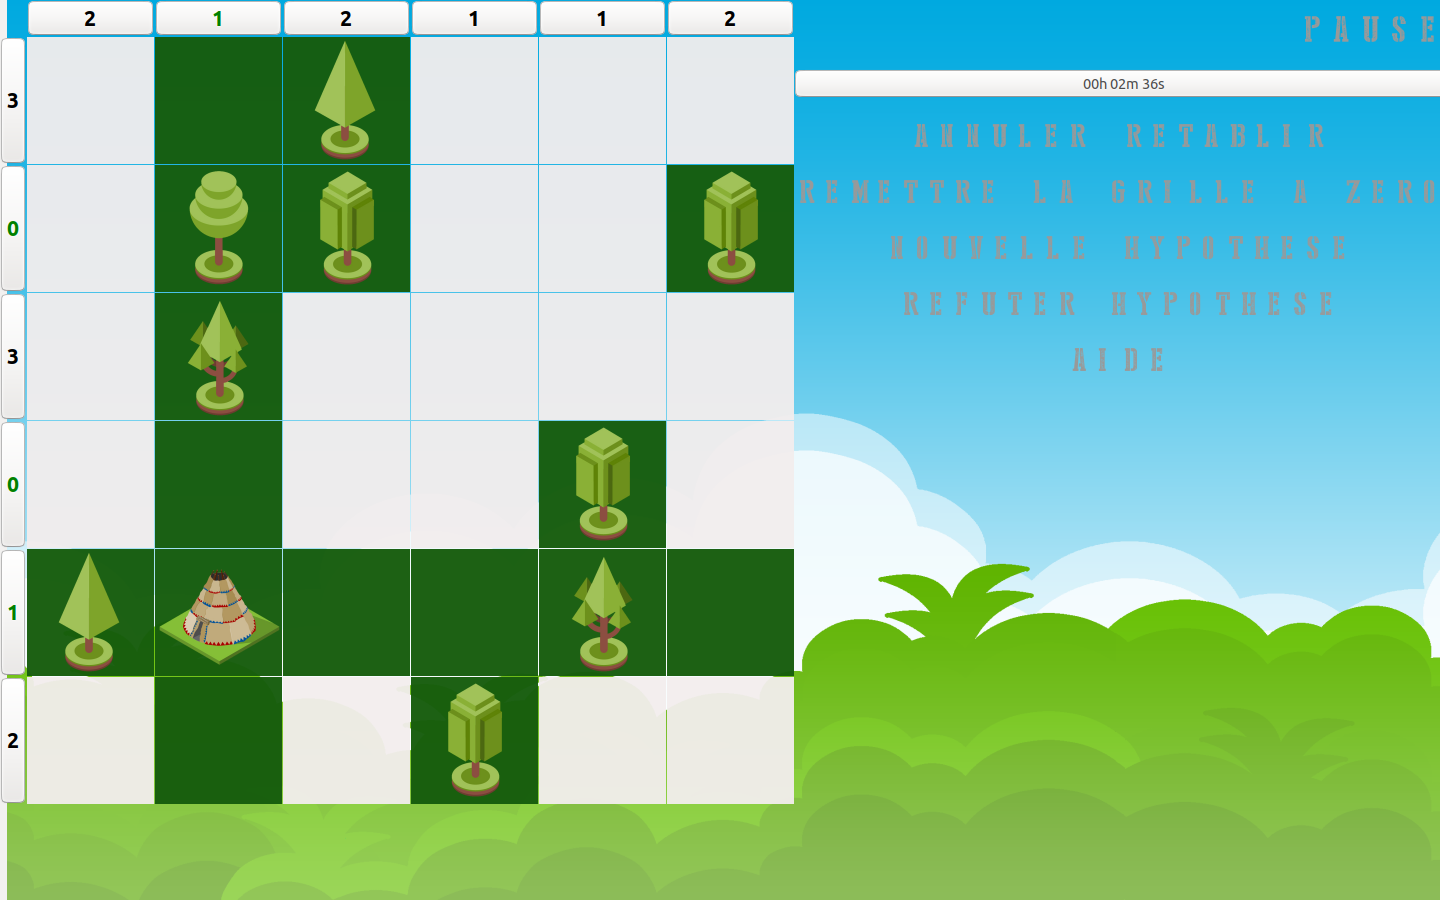 2 1 2 1 1 2
PAUSE
3
00h 02m 36s
ANNULER RETABLIR
REMETTRE LA GRILLE A ZERO
0
NOUVELLE HYPOTHESE
REFUTER HYPOTHESE
3
AIDE
0
1
2